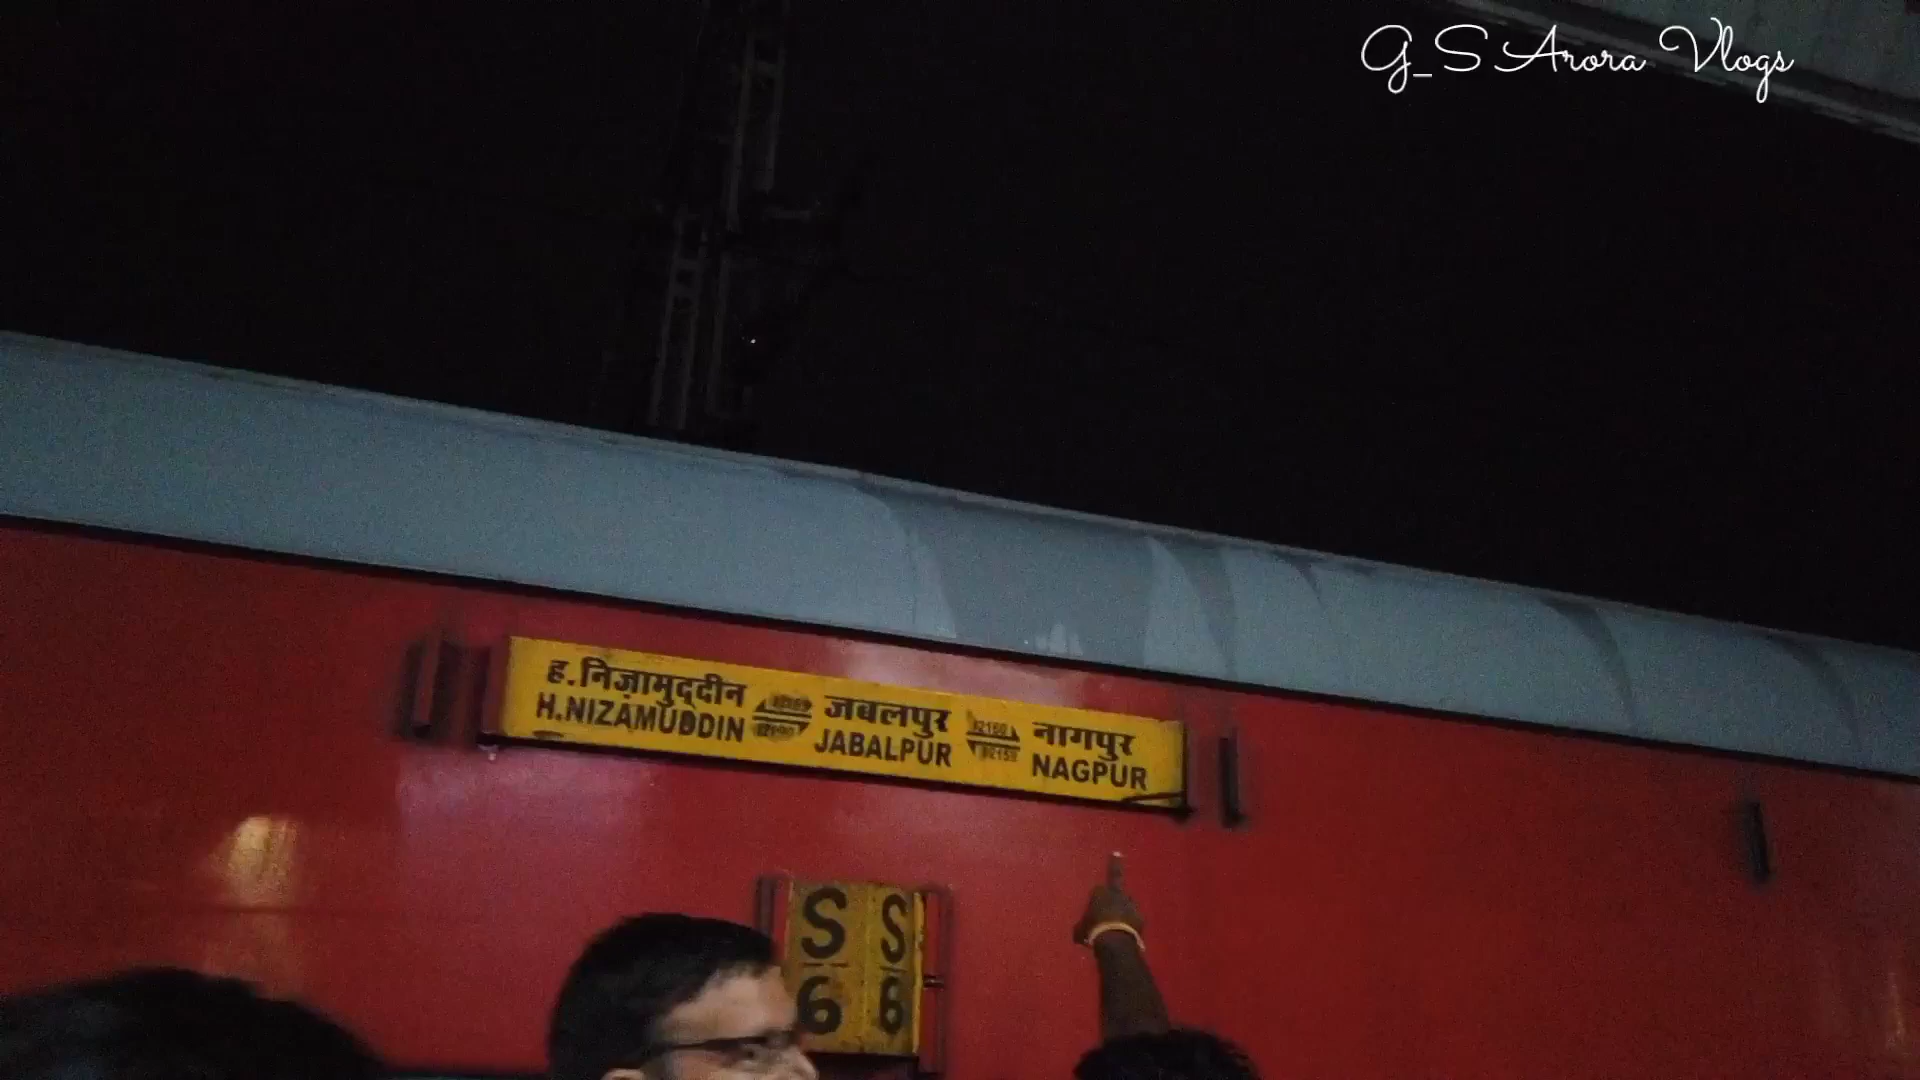 G_S Arora Vlogs
ह. निज़ामुद्दीन
H.NIZAMUDDIN
जबलपुर
JABALPUR
12160
12159
नागपुर
NAGPUR
S S
6 6